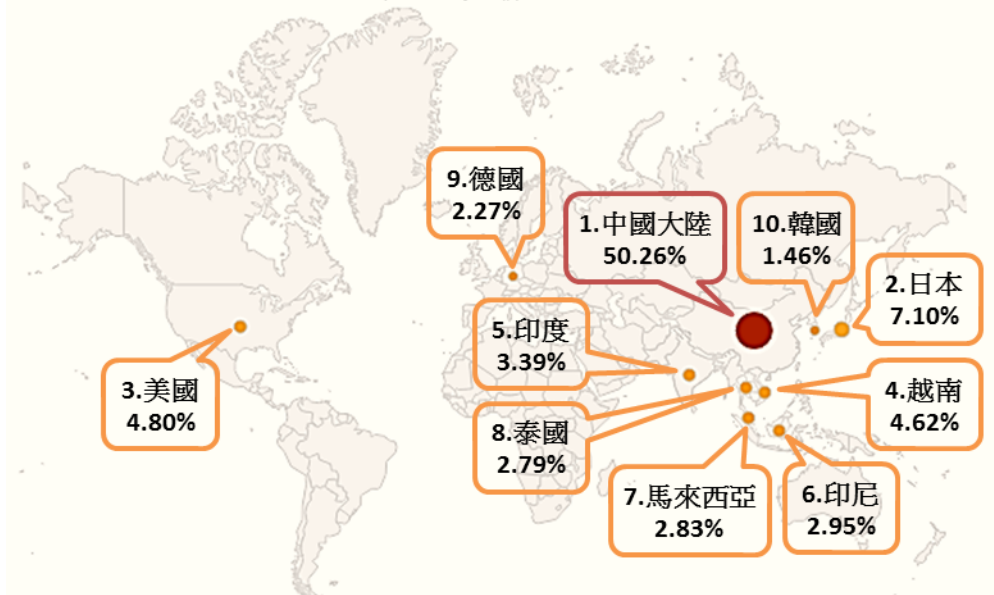 9.德國
2.27%
1.中國大陸
50.26%
10.韓國
1.46%
2.日本
7.10%
5.印度
3.39%
3.美國
4.80%
4.越南
4.62%
8.泰國
2.79%
7.馬來西亞
2.83%
6.印尼
2.95%